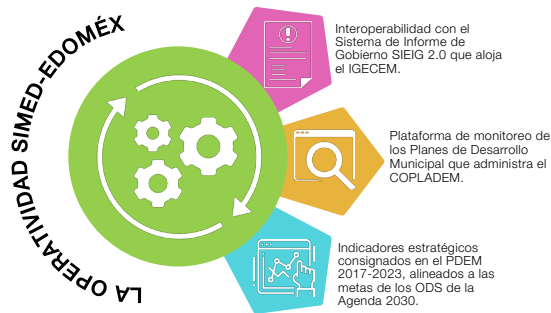 LA OPERATIVIDAD SIMED-EDOMÉX
Interoperabilidad con el
Sistema de Informe de
Gobierno SIEIG 2.0 que aloja
el IGECEM.
Plataforma de monitoreo de
los Planes de Desarrollo
Municipal que administra el
COPLADEM.
Indicadores estratégicos
consignados en el PDEM
2017-2023, alineados a las
metas de los ODS de la
Agenda 2030.